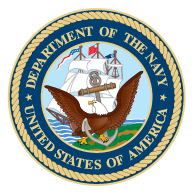 DEPARTMENT OF THE NAVY
UNITED STATES OF AMERICA